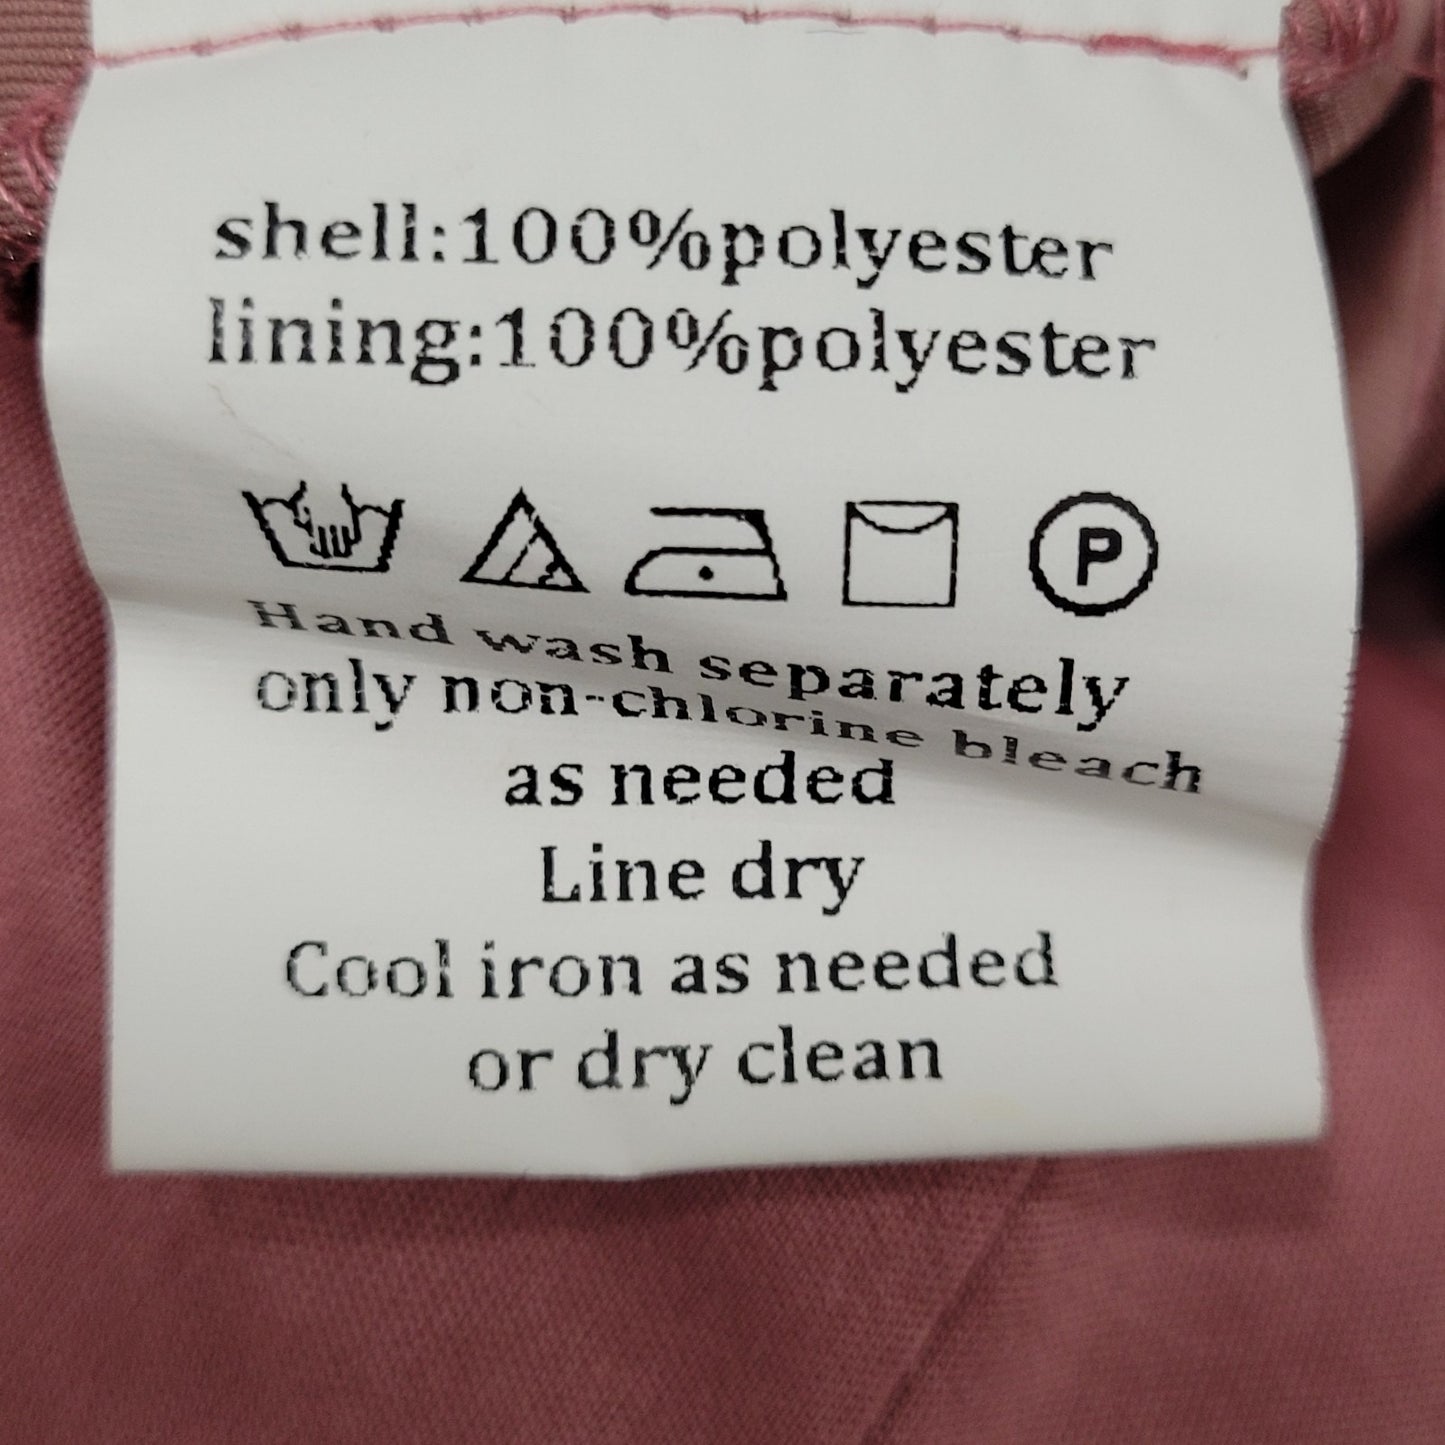 shell:100%polyester
lining:100%polyester
P
Hand wash separately
only non-chlorine bleach
as needed
Line dry
Cool iron as needed
or dry clean